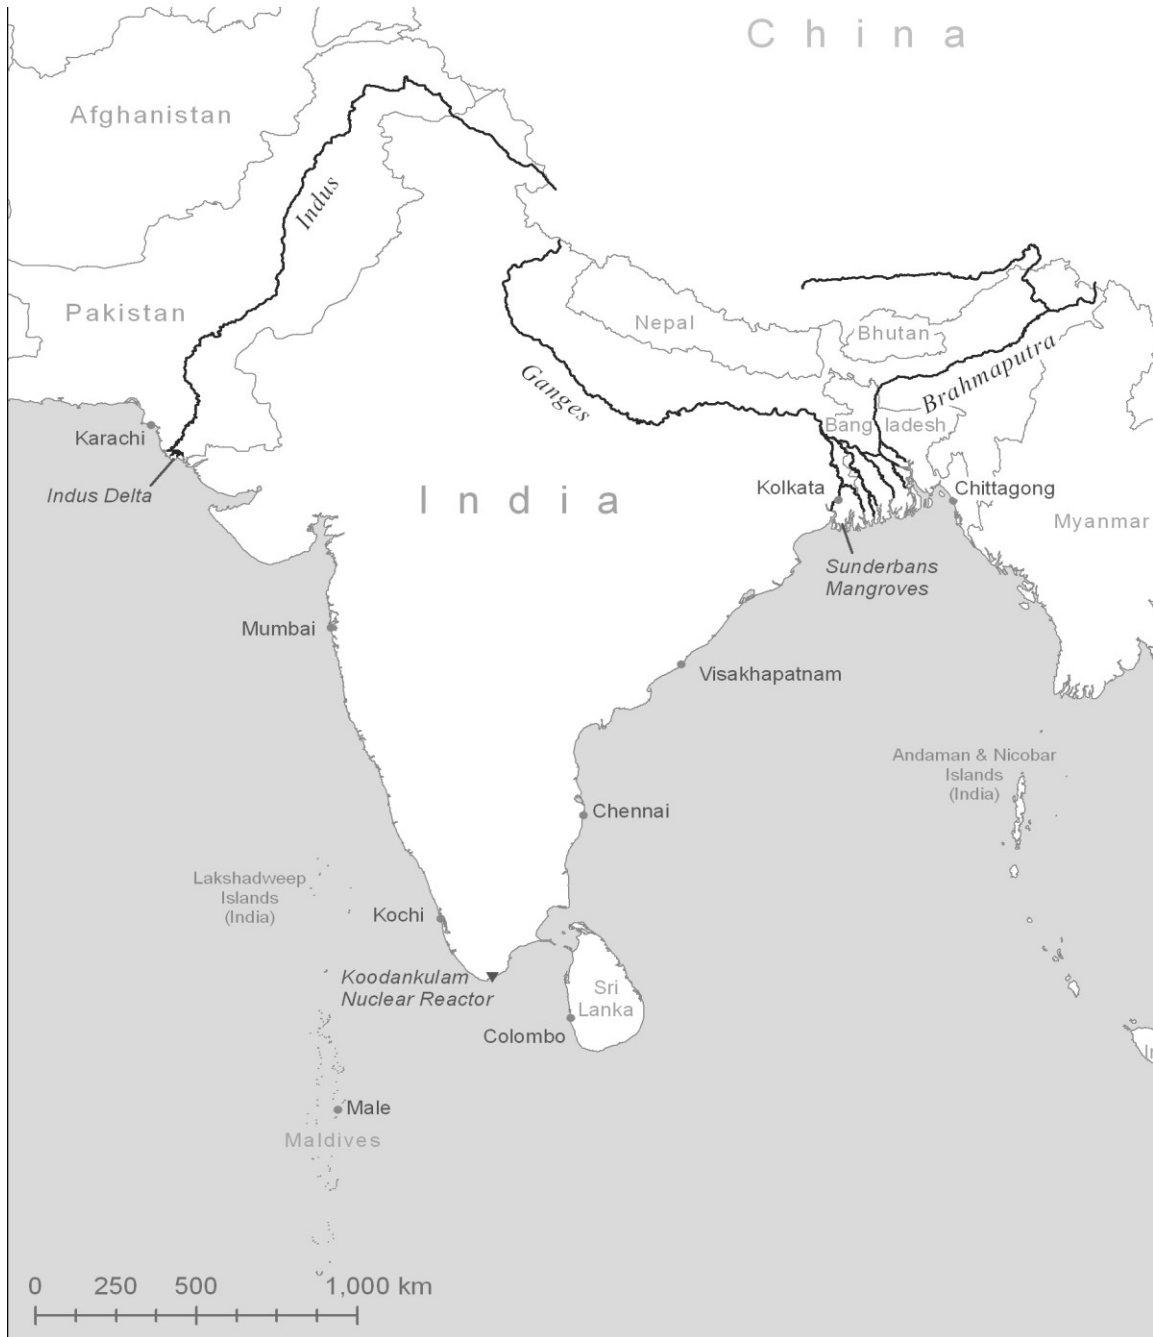 China
Afghanistan
Indus
Pakistan
Nepal
Bhutan
Ganges
Brahmaputra
Bang ladesh
Karachi
Indus Delta
India
Kolkata
Chittagong
Myanmar
Sunderbans
Mangroves
Mumbai
Visakhapatnam
Andaman & Nicobar
Islands
(India)
Chennai
Lakshadweep
Islands
(India)
Kochi
Koodankulam
Nuclear Reactor
Sri
Lanka
Colombo
Male
Maldives
0 250 500 1,000 km